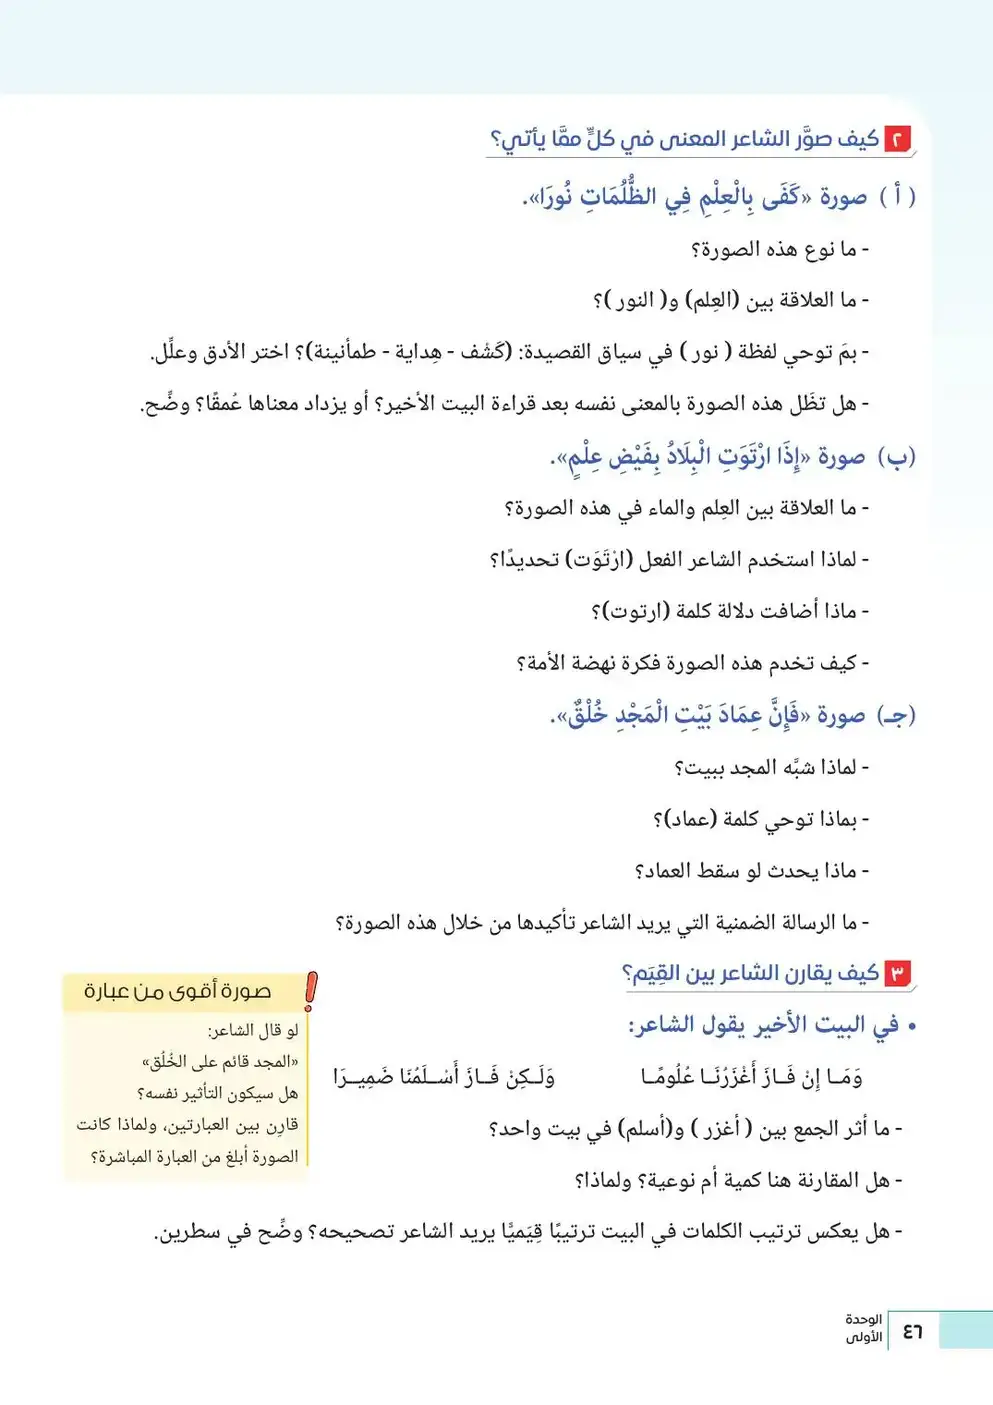 ٢ كيف صوَّر الشاعر المعنى في كلٍّ ممَّا يأتي؟
( أ ) صورة «كَفَى بِالْعِلْمِ فِي الظُّلُمَاتِ نُورَا».
- ما نوع هذه الصورة؟
- ما العلاقة بين (العِلم) و( النور )؟
- بمَ توحي لفظة ( نور ) في سياق القصيدة: (كَشْف - هِداية - طمأنينة)؟ اختر الأدق وعلِّل.
- هل تظَل هذه الصورة بالمعنى نفسه بعد قراءة البيت الأخير؟ أو يزداد معناها عُمقًا؟ وضِّح.
(ب) صورة «إِذَا ارْتَوَتِ الْبِلَادُ بِفَيْضِ عِلْمٍ».
- ما العلاقة بين العِلم والماء في هذه الصورة؟
- لماذا استخدم الشاعر الفعل (ارْتَوَت) تحديدًا؟
- ماذا أضافت دلالة كلمة (ارتوت)؟
- كيف تخدم هذه الصورة فكرة نهضة الأمة؟
(جـ) صورة «فَإِنَّ عِمَادَ بَيْتِ الْمَجْدِ خُلْقٌ».
- لماذا شبَّه المجد ببيت؟
- بماذا توحي كلمة (عماد)؟
- ماذا يحدث لو سقط العماد؟
- ما الرسالة الضمنية التي يريد الشاعر تأكيدها من خلال هذه الصورة؟
٣ كيف يقارن الشاعر بين القِيَم؟
• في البيت الأخير يقول الشاعر:
وَمَــا إِنْ فَــازَ أَغْزَرُنَــا عُلُومًــا وَلَــكِنْ فَــازَ أَسْــلَمُنَا ضَمِيــرَا
- ما أثر الجمع بين ( أغزر ) و(أسلم) في بيت واحد؟
- هل المقارنة هنا كمية أم نوعية؟ ولماذا؟
- هل يعكس ترتيب الكلمات في البيت ترتيبًا قِيَميًّا يريد الشاعر تصحيحه؟ وضِّح في سطرين.
صورة أقوى من عبارة
لو قال الشاعر:
«المجد قائم على الخُلُق»
هل سيكون التأثير نفسه؟
قارِن بين العبارتين، ولماذا كانت
الصورة أبلغ من العبارة المباشرة؟
الوحدة
الأولى
٤٦